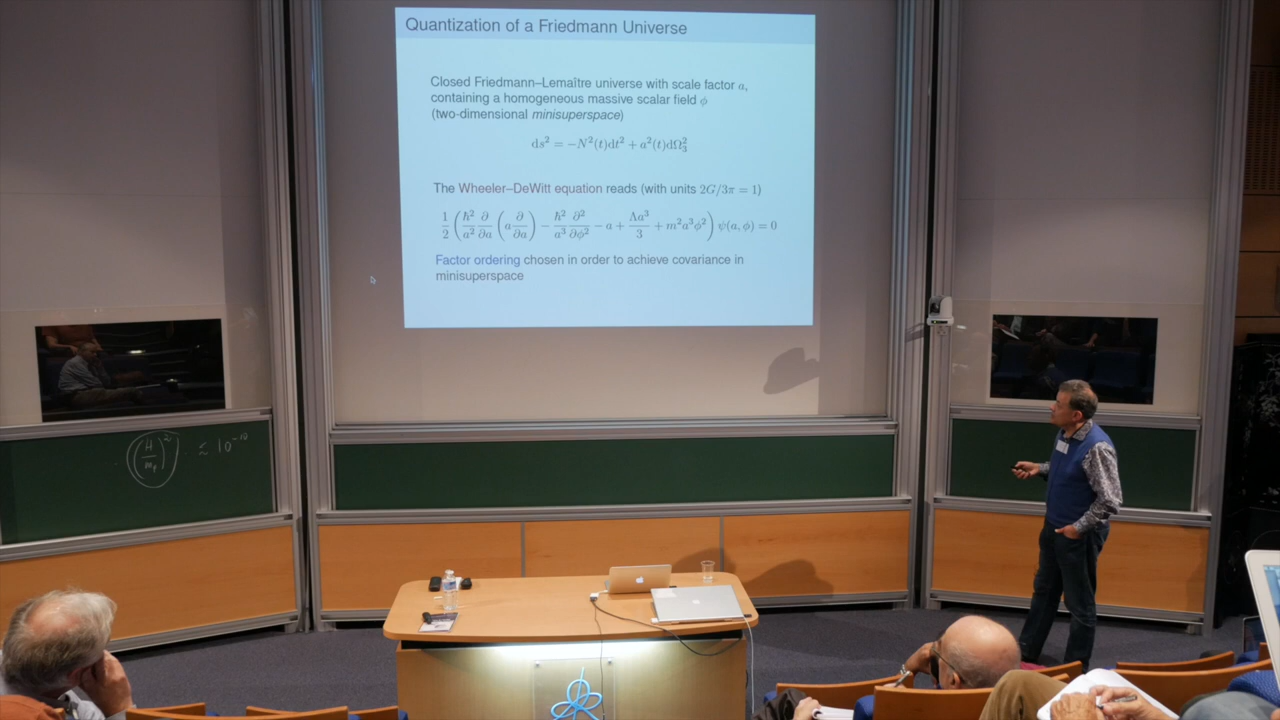 Quantization of a Friedmann Universe
Closed Friedmann–Lemaître universe with scale factor a,
containing a homogeneous massive scalar field ϕ
(two-dimensional minisuperspace)
ds² = −N²(t)dt² + a²(t)dΩ₃²
The Wheeler–DeWitt equation reads (with units 2G/3π = 1)
1/2 (ℏ²/a² ∂/∂a (a ∂/∂a) − ℏ²/a³ ∂²/∂ϕ² − a + Λa³/3 + m²a³ϕ²) ψ(a, ϕ) = 0
Factor ordering chosen in order to achieve covariance in
minisuperspace
(H/m_p)² ≲ 10⁻¹⁰